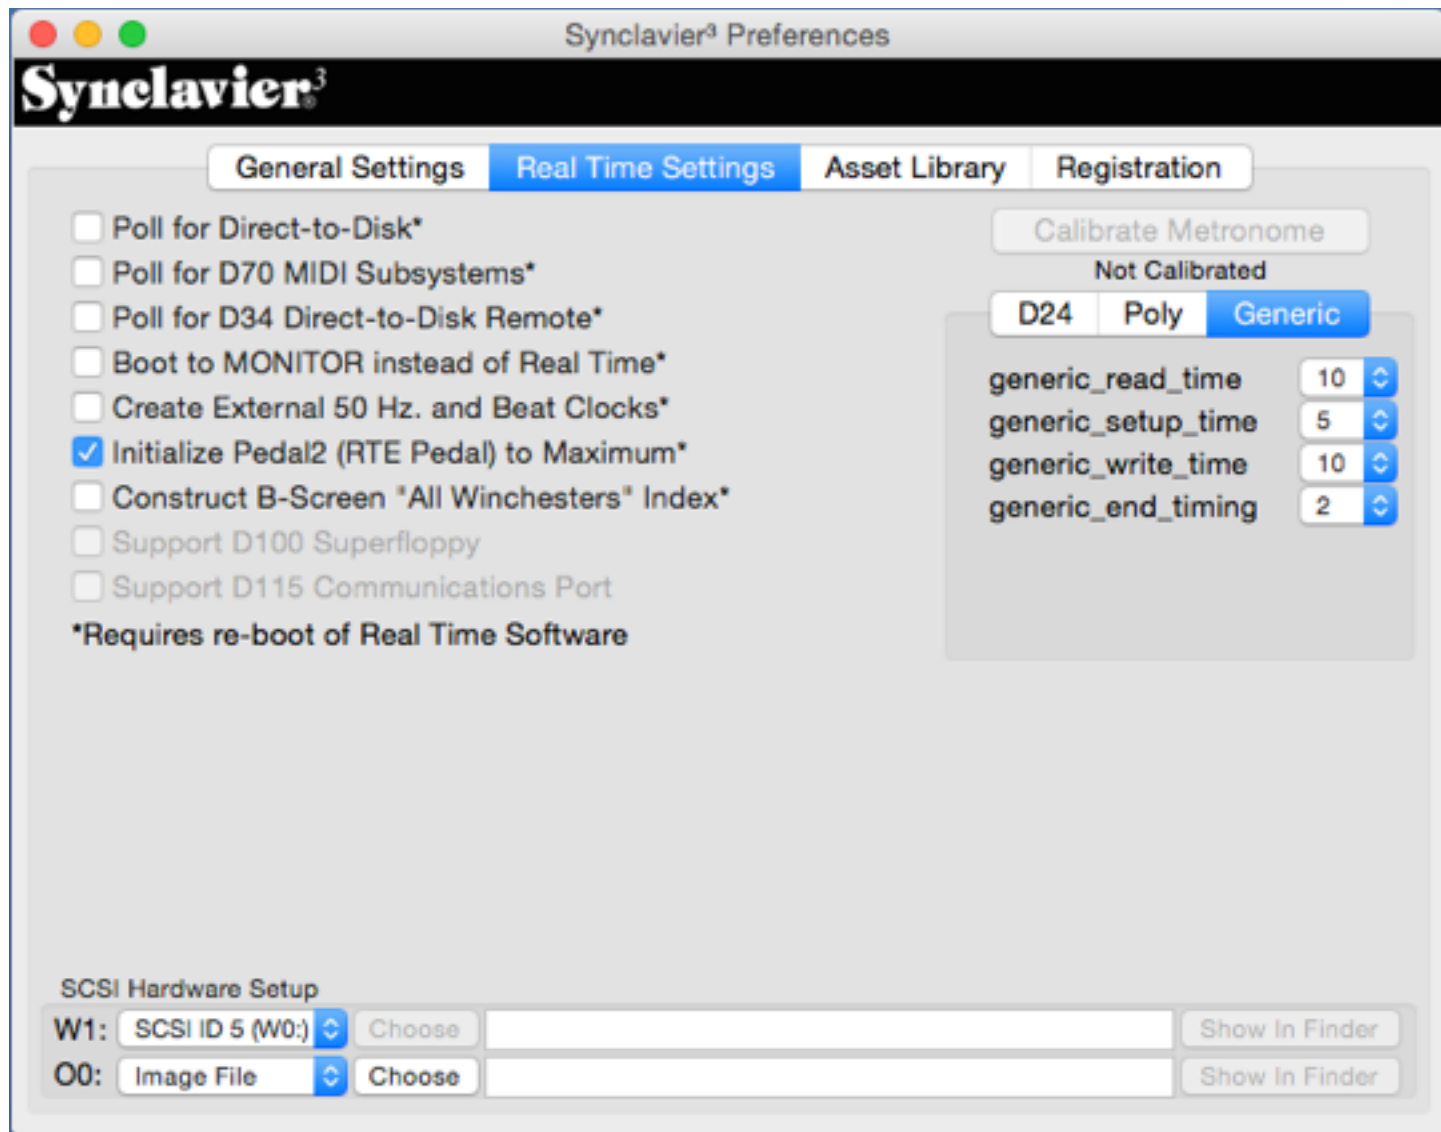 Synclavier³ Preferences
Synclavier®³
General Settings Real Time Settings Asset Library Registration
Poll for Direct-to-Disk*
Poll for D70 MIDI Subsystems*
Poll for D34 Direct-to-Disk Remote*
Boot to MONITOR instead of Real Time*
Create External 50 Hz. and Beat Clocks*
Initialize Pedal2 (RTE Pedal) to Maximum*
Construct B-Screen "All Winchesters" Index*
Support D100 Superfloppy
Support D115 Communications Port
*Requires re-boot of Real Time Software
Calibrate Metronome
Not Calibrated
D24 Poly Generic
generic_read_time 10
generic_setup_time 5
generic_write_time 10
generic_end_timing 2
SCSI Hardware Setup
W1: SCSI ID 5 (W0:) Choose Show In Finder
O0: Image File Choose Show In Finder